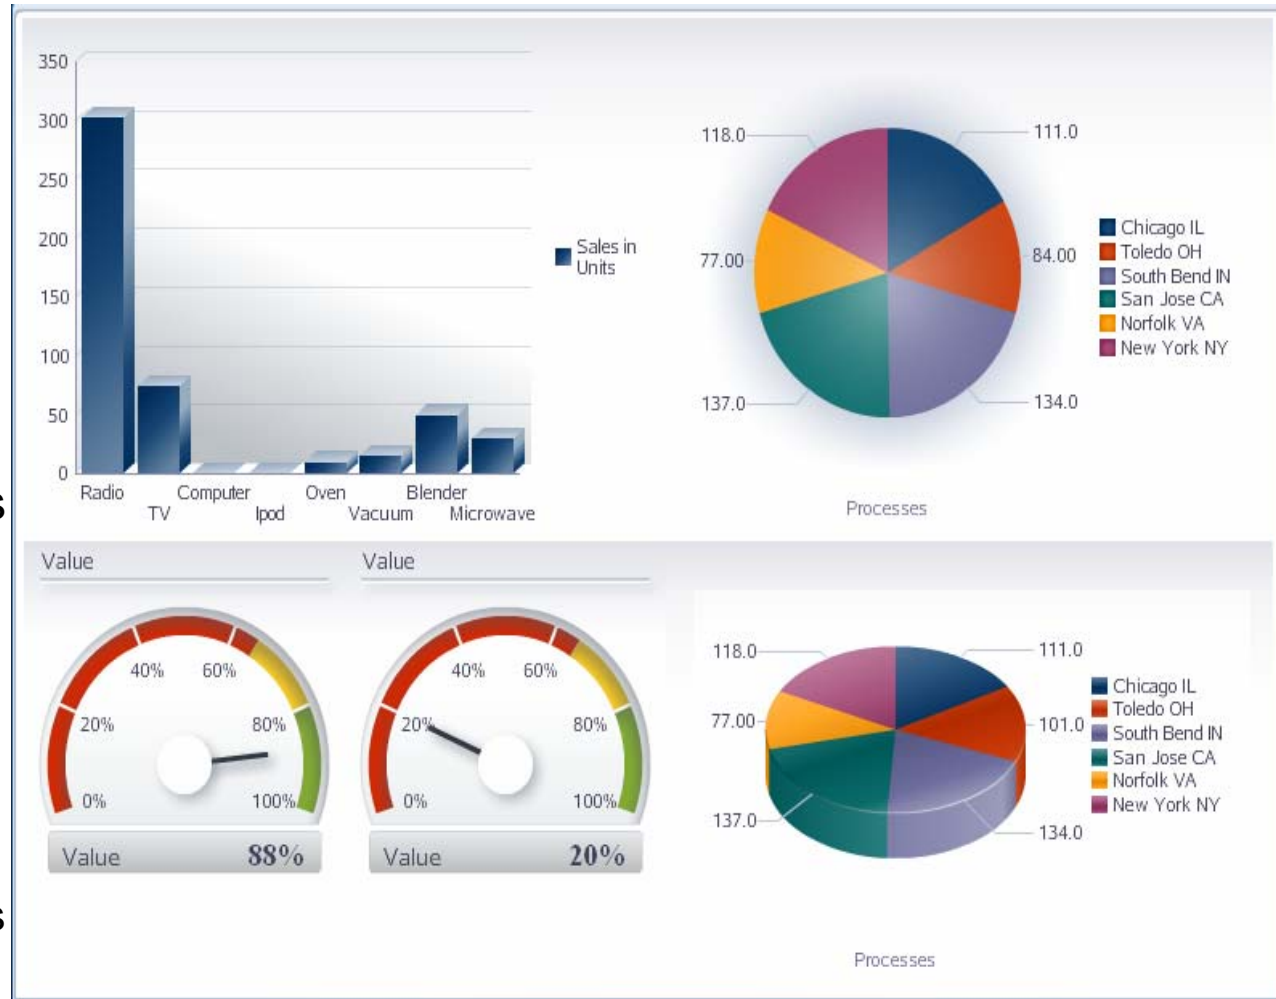 350
300
250
200
150
100
50
0
Radio
TV
Computer
Ipod
Oven
Vacuum
Blender
Microwave
Sales in
Units
118.0
111.0
77.00
84.00
137.0
134.0
Chicago IL
Toledo OH
South Bend IN
San Jose CA
Norfolk VA
New York NY
Processes
s
Value
40%
60%
20%
80%
0%
100%
Value 88%
Value
40%
60%
20%
80%
0%
100%
Value 20%
118.0
111.0
77.00
101.0
137.0
134.0
Chicago IL
Toledo OH
South Bend IN
San Jose CA
Norfolk VA
New York NY
s
Processes